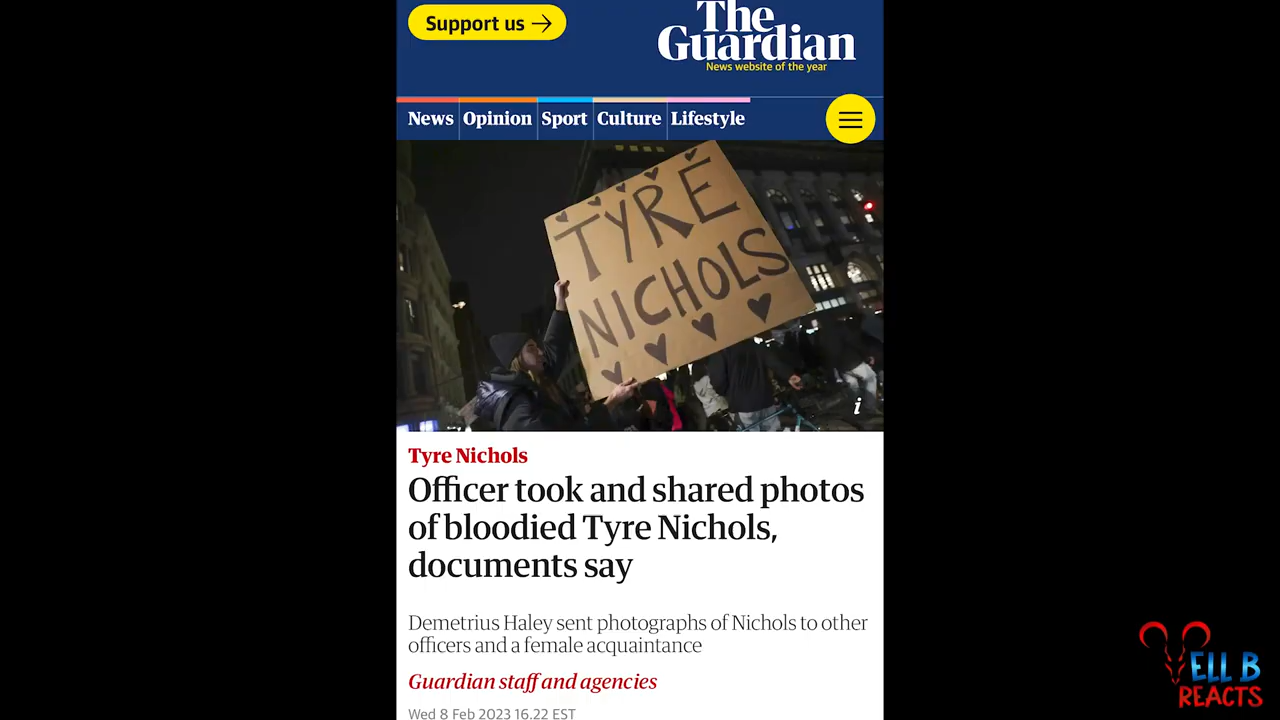 Support us →
The
Guardian
News website of the year
News Opinion Sport Culture Lifestyle
TYRE
NICHOLS
i
Tyre Nichols
Officer took and shared photos
of bloodied Tyre Nichols,
documents say
Demetrius Haley sent photographs of Nichols to other
officers and a female acquaintance
Guardian staff and agencies
Wed 8 Feb 2023 16.22 EST
ELL B
REACTS